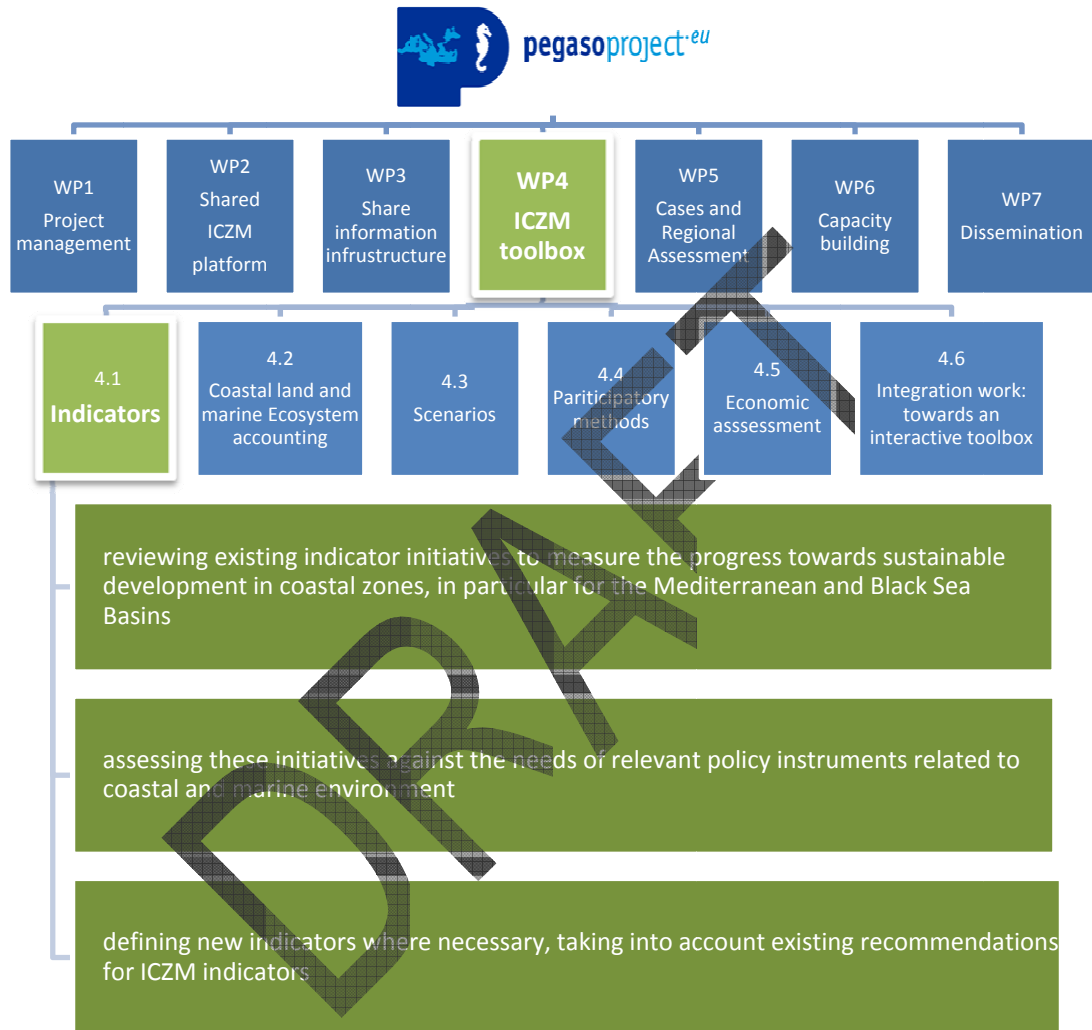 pegasoproject.eu
WP1
Project
management
WP2
Shared
ICZM
platform
WP3
Share
information
infrustructure
WP4
ICZM
toolbox
WP5
Cases and
Regional
Assessment
WP6
Capacity
building
WP7
Dissemination
4.1
Indicators
4.2
Coastal land and
marine Ecosystem
accounting
4.3
Scenarios
4.4
Pariticipatory
methods
4.5
Economic
asssessment
4.6
Integration work:
towards an
interactive toolbox
reviewing existing indicator initiatives to measure the progress towards sustainable
development in coastal zones, in particular for the Mediterranean and Black Sea
Basins
assessing these initiatives against the needs of relevant policy instruments related to
coastal and marine environment
defining new indicators where necessary, taking into account existing recommendations
for ICZM indicators
DRAFT